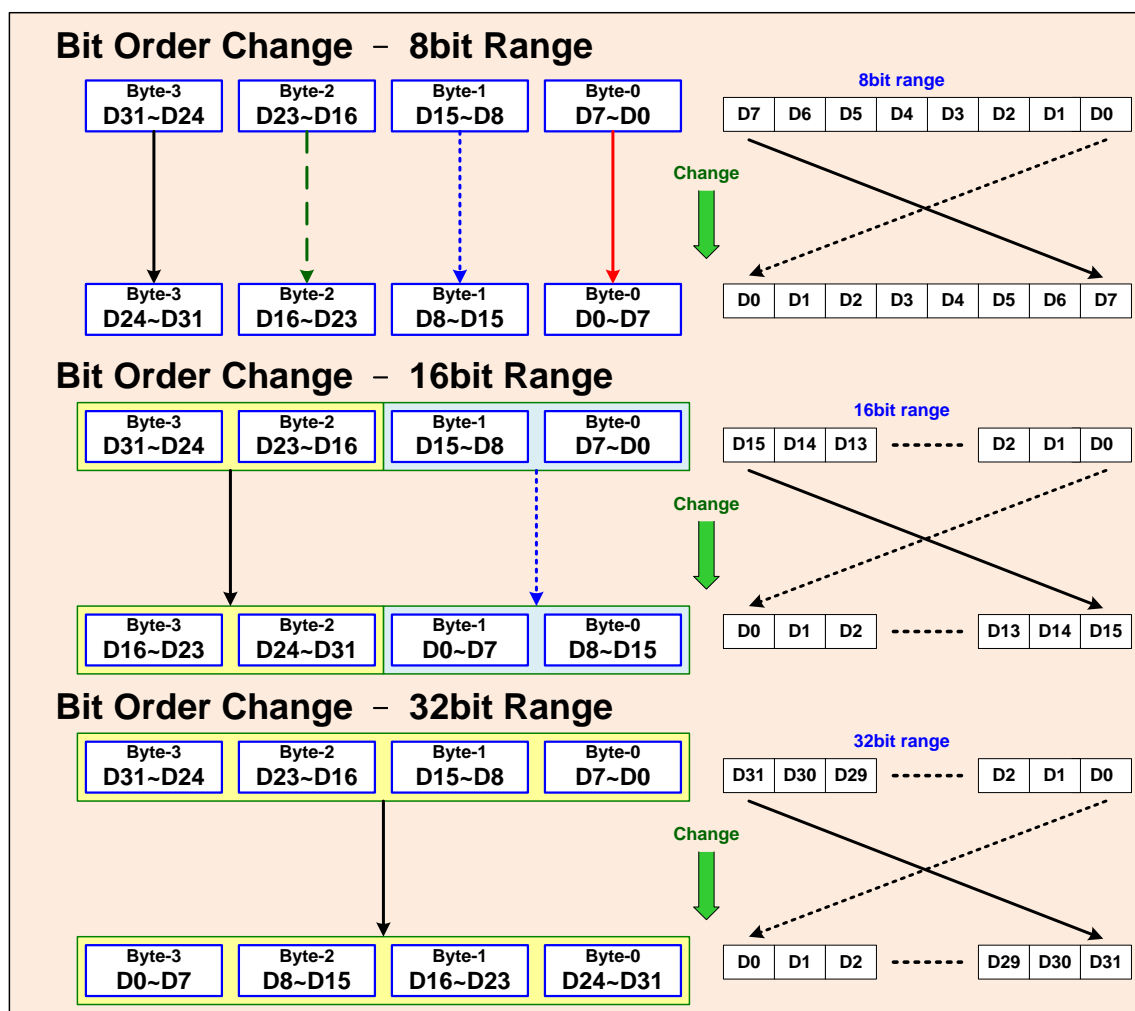 Bit Order Change – 8bit Range
Byte-3 Byte-2 Byte-1 Byte-0
D31~D24 D23~D16 D15~D8 D7~D0
8bit range
D7 D6 D5 D4 D3 D2 D1 D0
Change
Byte-3 Byte-2 Byte-1 Byte-0
D24~D31 D16~D23 D8~D15 D0~D7
D0 D1 D2 D3 D4 D5 D6 D7
Bit Order Change – 16bit Range
Byte-3 Byte-2 Byte-1 Byte-0
D31~D24 D23~D16 D15~D8 D7~D0
16bit range
D15 D14 D13 D2 D1 D0
Change
Byte-3 Byte-2 Byte-1 Byte-0
D16~D23 D24~D31 D0~D7 D8~D15
D0 D1 D2 D13 D14 D15
Bit Order Change – 32bit Range
Byte-3 Byte-2 Byte-1 Byte-0
D31~D24 D23~D16 D15~D8 D7~D0
32bit range
D31 D30 D29 D2 D1 D0
Change
Byte-3 Byte-2 Byte-1 Byte-0
D0~D7 D8~D15 D16~D23 D24~D31
D0 D1 D2 D29 D30 D31